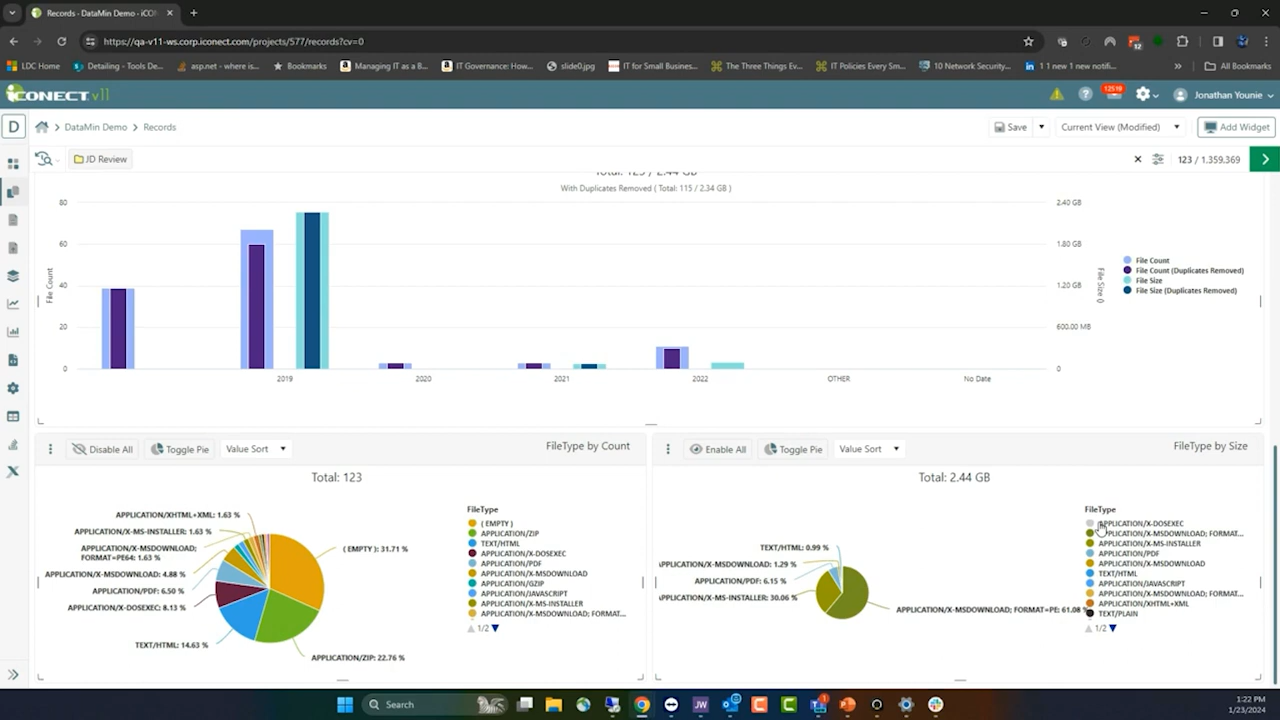 Records - DataMin Demo - iCO
https://qa-v11-ws.corp.iconect.com/projects/577/records?cv=0
12
LDC Home
Detailing - Tools De...
asp.net - where is...
Bookmarks
Managing IT as a B...
IT Governance: How...
slide0.jpg
IT for Small Busines...
The Three Things Ev...
IT Policies Every Sm...
10 Network Security...
1 1 new 1 new notifi...
All Bookmarks
iCONECT v11
12519
Jonathan Younie
D
DataMin Demo > Records
Save
Current View (Modified)
Add Widget
JD Review
123 / 1,359,369
With Duplicates Removed ( Total: 115 / 2.34 GB )
80
60
40
20
0
File Count
2.40 GB
1.80 GB
1.20 GB
600.00 MB
0
File Size ()
2019
2020
2021
2022
OTHER
No Date
File Count
File Count (Duplicates Removed)
File Size
File Size (Duplicates Removed)
Disable All
Toggle Pie
Value Sort
FileType by Count
Total: 123
APPLICATION/XHTML+XML: 1.63 %
APPLICATION/X-MS-INSTALLER: 1.63 %
APPLICATION/X-MSDOWNLOAD;
FORMAT=PE64: 1.63 %
APPLICATION/X-MSDOWNLOAD: 4.88 %
APPLICATION/PDF: 6.50 %
APPLICATION/X-DOSEXEC: 8.13 %
TEXT/HTML: 14.63 %
APPLICATION/ZIP: 22.76 %
( EMPTY ): 31.71 %
FileType
( EMPTY )
APPLICATION/ZIP
TEXT/HTML
APPLICATION/X-DOSEXEC
APPLICATION/PDF
APPLICATION/X-MSDOWNLOAD
APPLICATION/GZIP
APPLICATION/JAVASCRIPT
APPLICATION/X-MS-INSTALLER
APPLICATION/X-MSDOWNLOAD; FORMAT...
1/2
Enable All
Toggle Pie
Value Sort
FileType by Size
Total: 2.44 GB
TEXT/HTML: 0.99 %
\PPLICATION/X-MSDOWNLOAD: 1.29 %
APPLICATION/PDF: 6.15 %
\PPLICATION/X-MS-INSTALLER: 30.06 %
APPLICATION/X-MSDOWNLOAD; FORMAT=PE: 61.08 %
FileType
APPLICATION/X-DOSEXEC
APPLICATION/X-MSDOWNLOAD; FORMAT...
APPLICATION/X-MS-INSTALLER
APPLICATION/PDF
APPLICATION/X-MSDOWNLOAD
TEXT/HTML
APPLICATION/JAVASCRIPT
APPLICATION/X-MSDOWNLOAD; FORMAT...
APPLICATION/XHTML+XML
TEXT/PLAIN
1/2
Search
JW
1:22 PM
1/23/2024